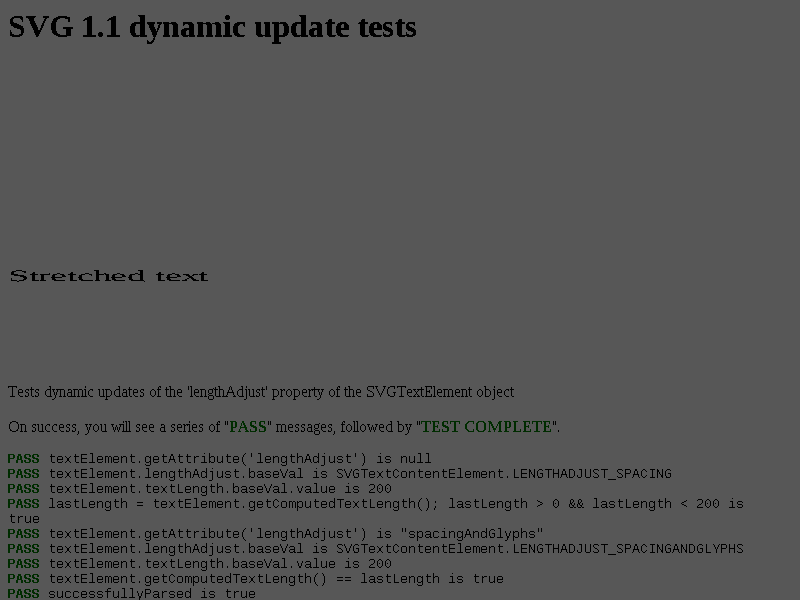 SVG 1.1 dynamic update tests
Stretched text
Tests dynamic updates of the 'lengthAdjust' property of the SVGTextElement object
On success, you will see a series of "PASS" messages, followed by "TEST COMPLETE".
PASS textElement.getAttribute('lengthAdjust') is null
PASS textElement.lengthAdjust.baseVal is SVGTextContentElement.LENGTHADJUST_SPACING
PASS textElement.textLength.baseVal.value is 200
PASS lastLength = textElement.getComputedTextLength(); lastLength > 0 && lastLength < 200 is
true
PASS textElement.getAttribute('lengthAdjust') is "spacingAndGlyphs"
PASS textElement.lengthAdjust.baseVal is SVGTextContentElement.LENGTHADJUST_SPACINGANDGLYPHS
PASS textElement.textLength.baseVal.value is 200
PASS textElement.getComputedTextLength() == lastLength is true
PASS successfullyParsed is true